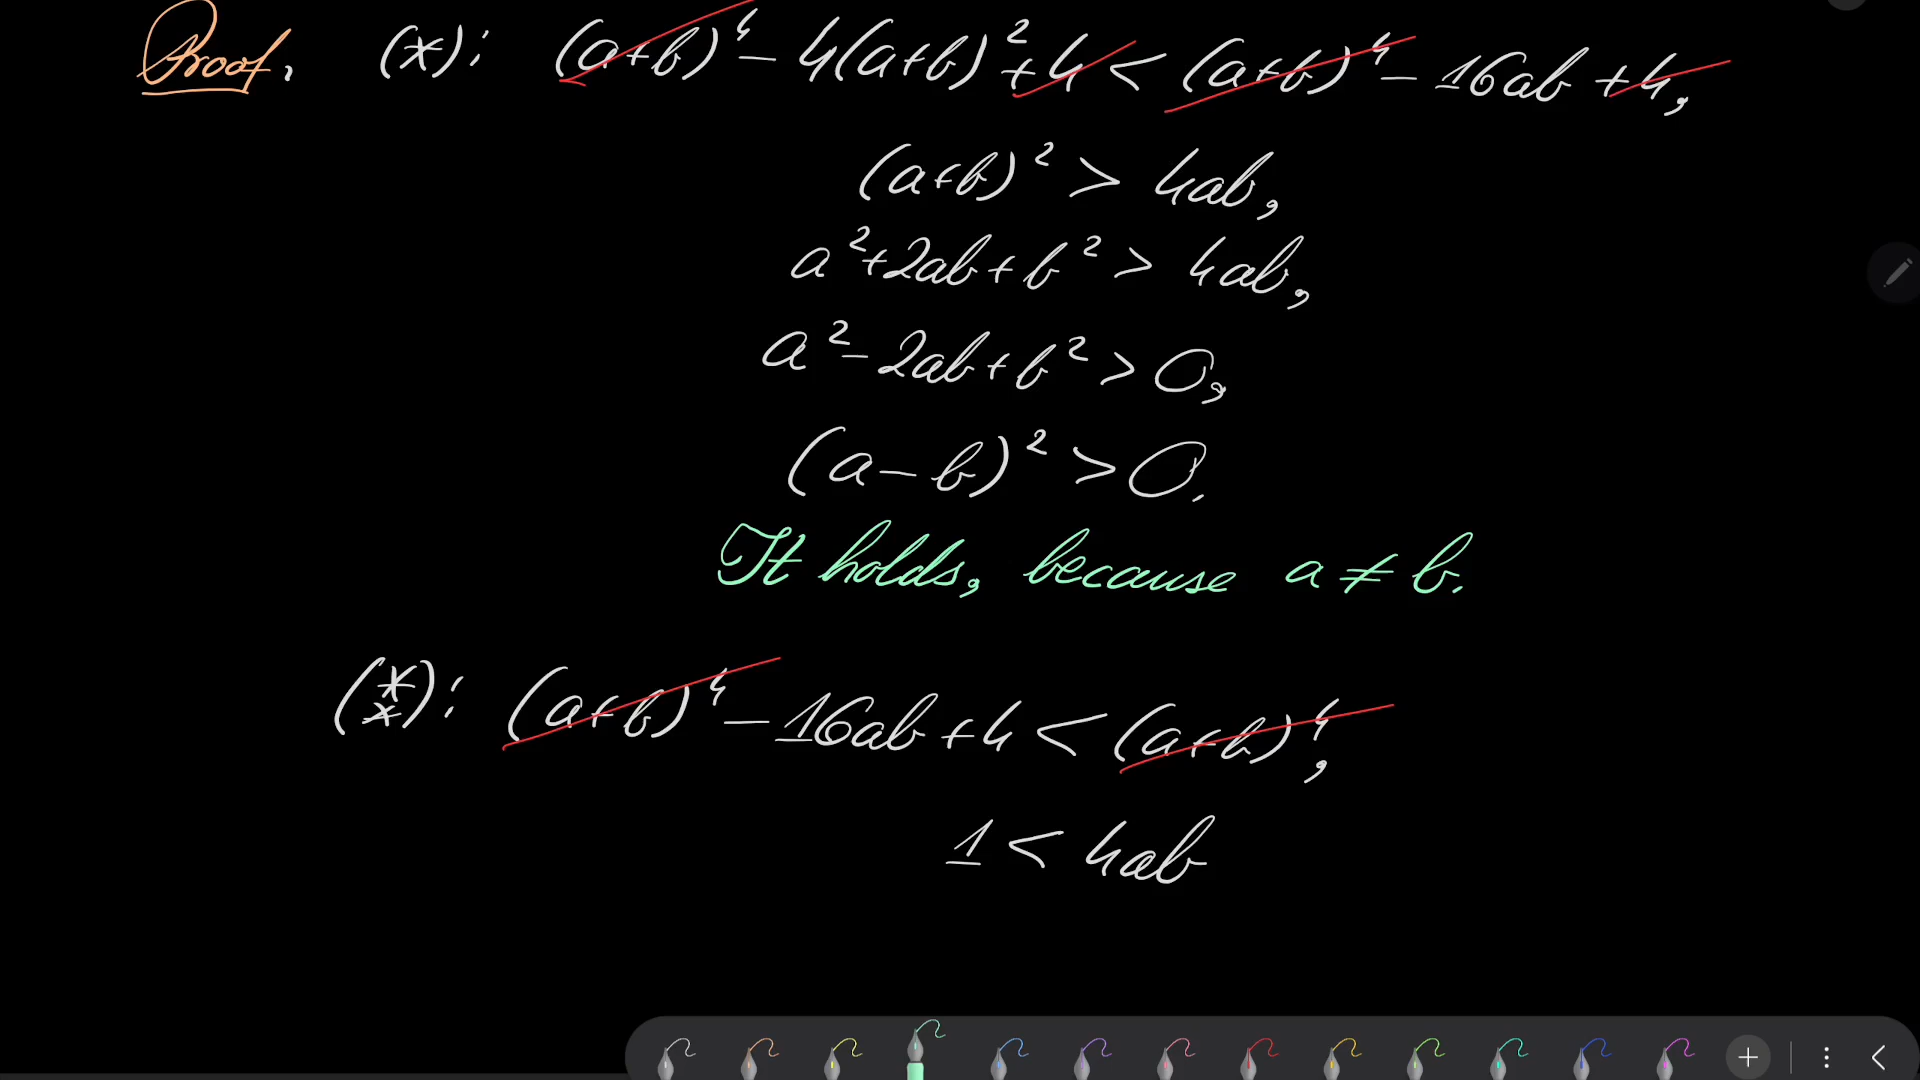 Proof. (*): (a+b)⁴ − 4(a+b)² + 4 < (a+b)⁴ − 16ab + 4,
(a+b)² > 4ab,
a² + 2ab + b² > 4ab,
a² − 2ab + b² > 0,
(a − b)² > 0.
It holds, because a ≠ b.
(**): (a+b)⁴ − 16ab + 4 < (a+b)⁴,
1 < 4ab